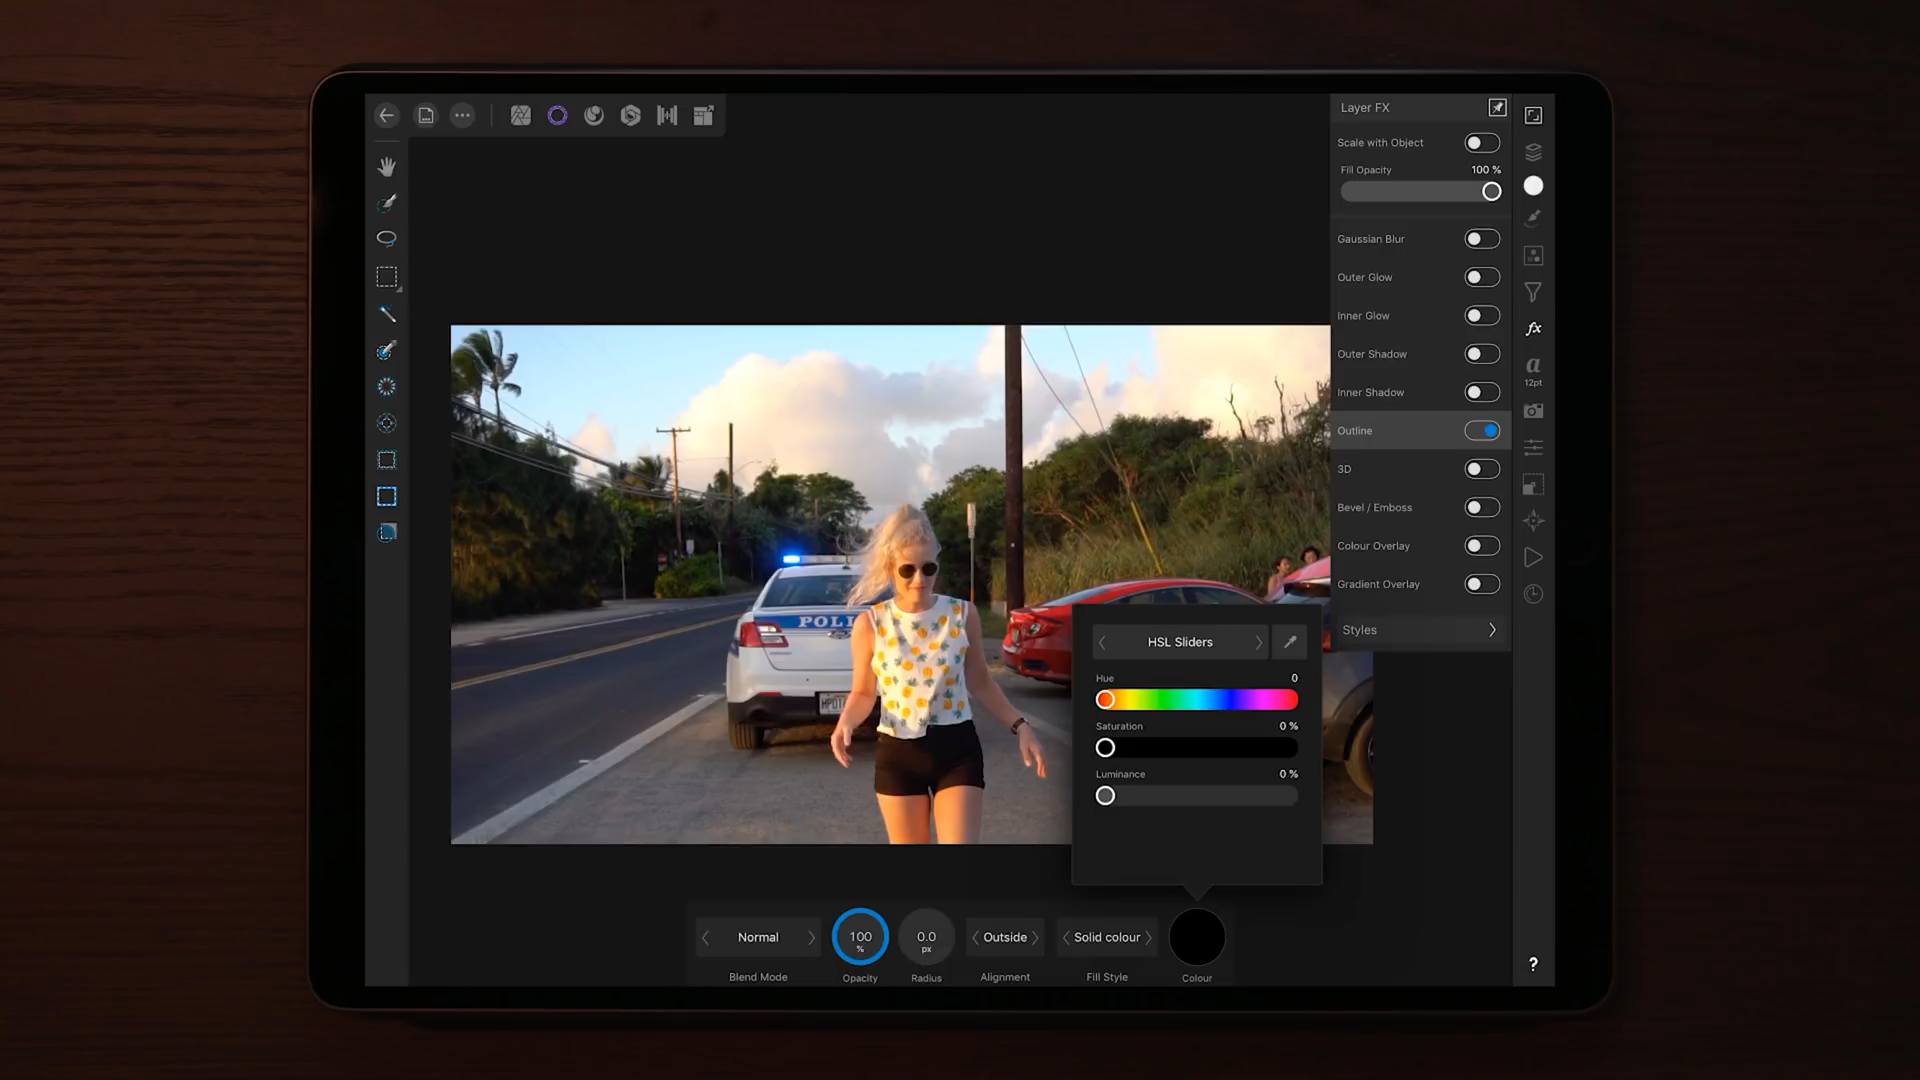 Layer FX
Scale with Object
Fill Opacity 100 %
Gaussian Blur
Outer Glow
Inner Glow
Outer Shadow
Inner Shadow
Outline
3D
Bevel / Emboss
Colour Overlay
Gradient Overlay
Styles
fx
a
12pt
?
HSL Sliders
Hue 0
Saturation 0 %
Luminance 0 %
Normal
Blend Mode
100
%
Opacity
0.0
px
Radius
Outside
Alignment
Solid colour
Fill Style
Colour
POLI